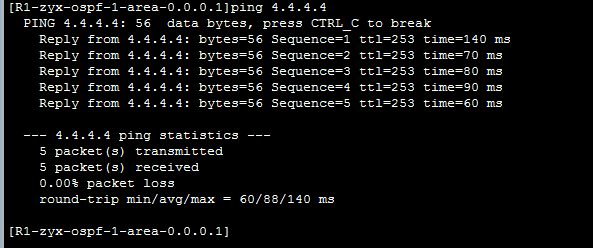 [R1-zyx-ospf-1-area-0.0.0.1]ping 4.4.4.4
PING 4.4.4.4: 56  data bytes, press CTRL_C to break
Reply from 4.4.4.4: bytes=56 Sequence=1 ttl=253 time=140 ms
Reply from 4.4.4.4: bytes=56 Sequence=2 ttl=253 time=70 ms
Reply from 4.4.4.4: bytes=56 Sequence=3 ttl=253 time=80 ms
Reply from 4.4.4.4: bytes=56 Sequence=4 ttl=253 time=90 ms
Reply from 4.4.4.4: bytes=56 Sequence=5 ttl=253 time=60 ms
--- 4.4.4.4 ping statistics ---
5 packet(s) transmitted
5 packet(s) received
0.00% packet loss
round-trip min/avg/max = 60/88/140 ms
[R1-zyx-ospf-1-area-0.0.0.1]